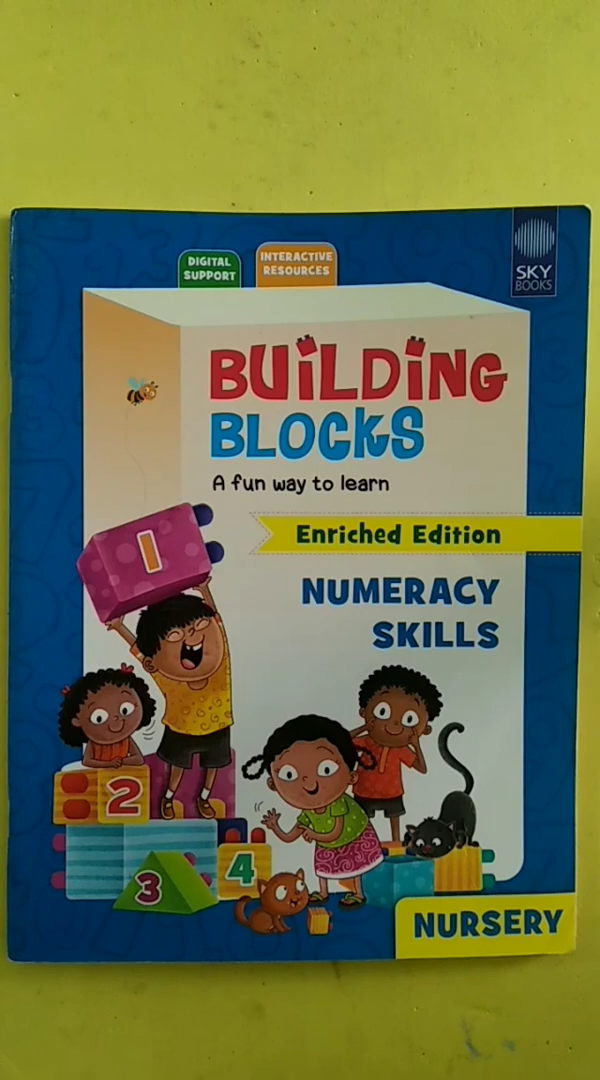 DIGITAL
SUPPORT
INTERACTIVE
RESOURCES
SKY
BOOKS
BUiLDiNG
BLOCKS
A fun way to learn
Enriched Edition
NUMERACY
SKILLS
1
2
3
4
NURSERY